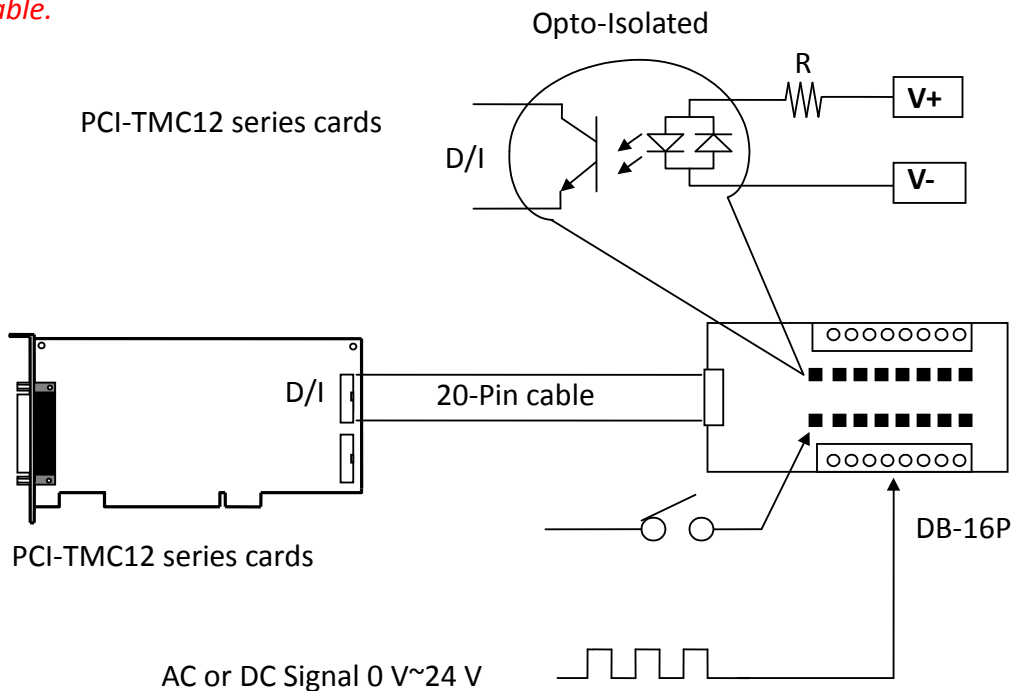 Opto-Isolated
R
V+
PCI-TMC12 series cards
D/I
V-
D/I
20-Pin cable
DB-16P
PCI-TMC12 series cards
AC or DC Signal 0 V~24 V